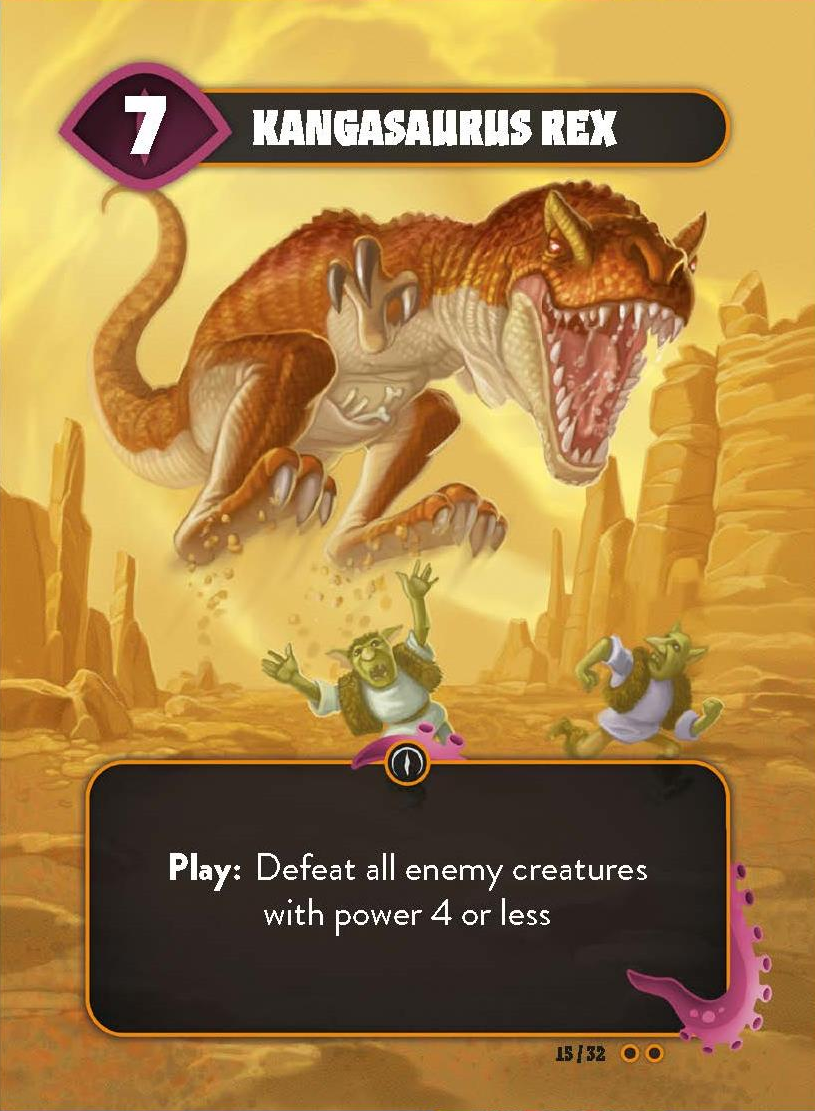 7
KANGASAURUS REX
Play: Defeat all enemy creatures
with power 4 or less
15/32